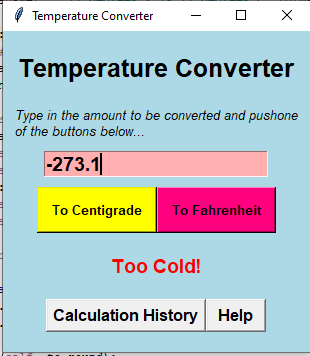 Temperature Converter
Temperature Converter
Type in the amount to be converted and pushone
of the buttons below...
-273.1
To Centigrade To Fahrenheit
Too Cold!
Calculation History Help